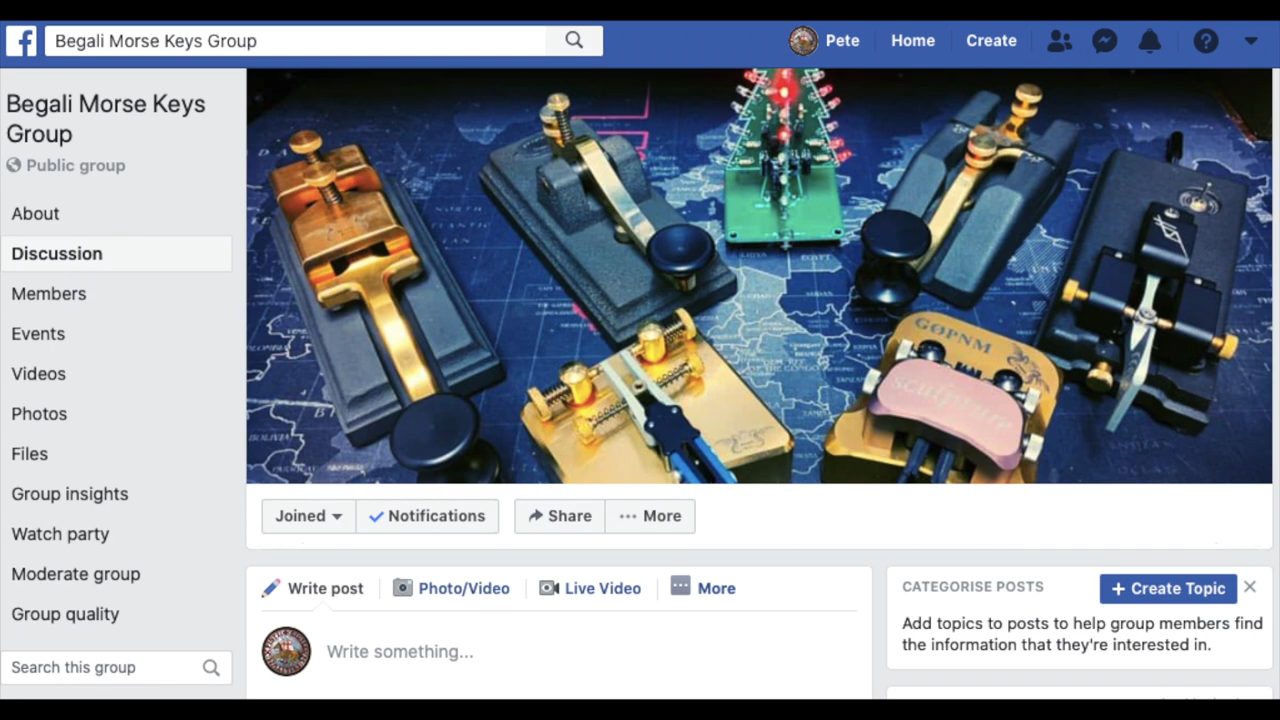 Begali Morse Keys Group
Pete
Home
Create
Begali Morse Keys
Group
Public group
About
Discussion
Members
Events
Videos
Photos
Files
Group insights
Watch party
Moderate group
Group quality
Search this group
EGYPT
GØPNM
sculpture
Joined
Notifications
Share
More
Write post
Photo/Video
Live Video
More
Write something...
CATEGORISE POSTS
+ Create Topic
Add topics to posts to help group members find
the information that they're interested in.